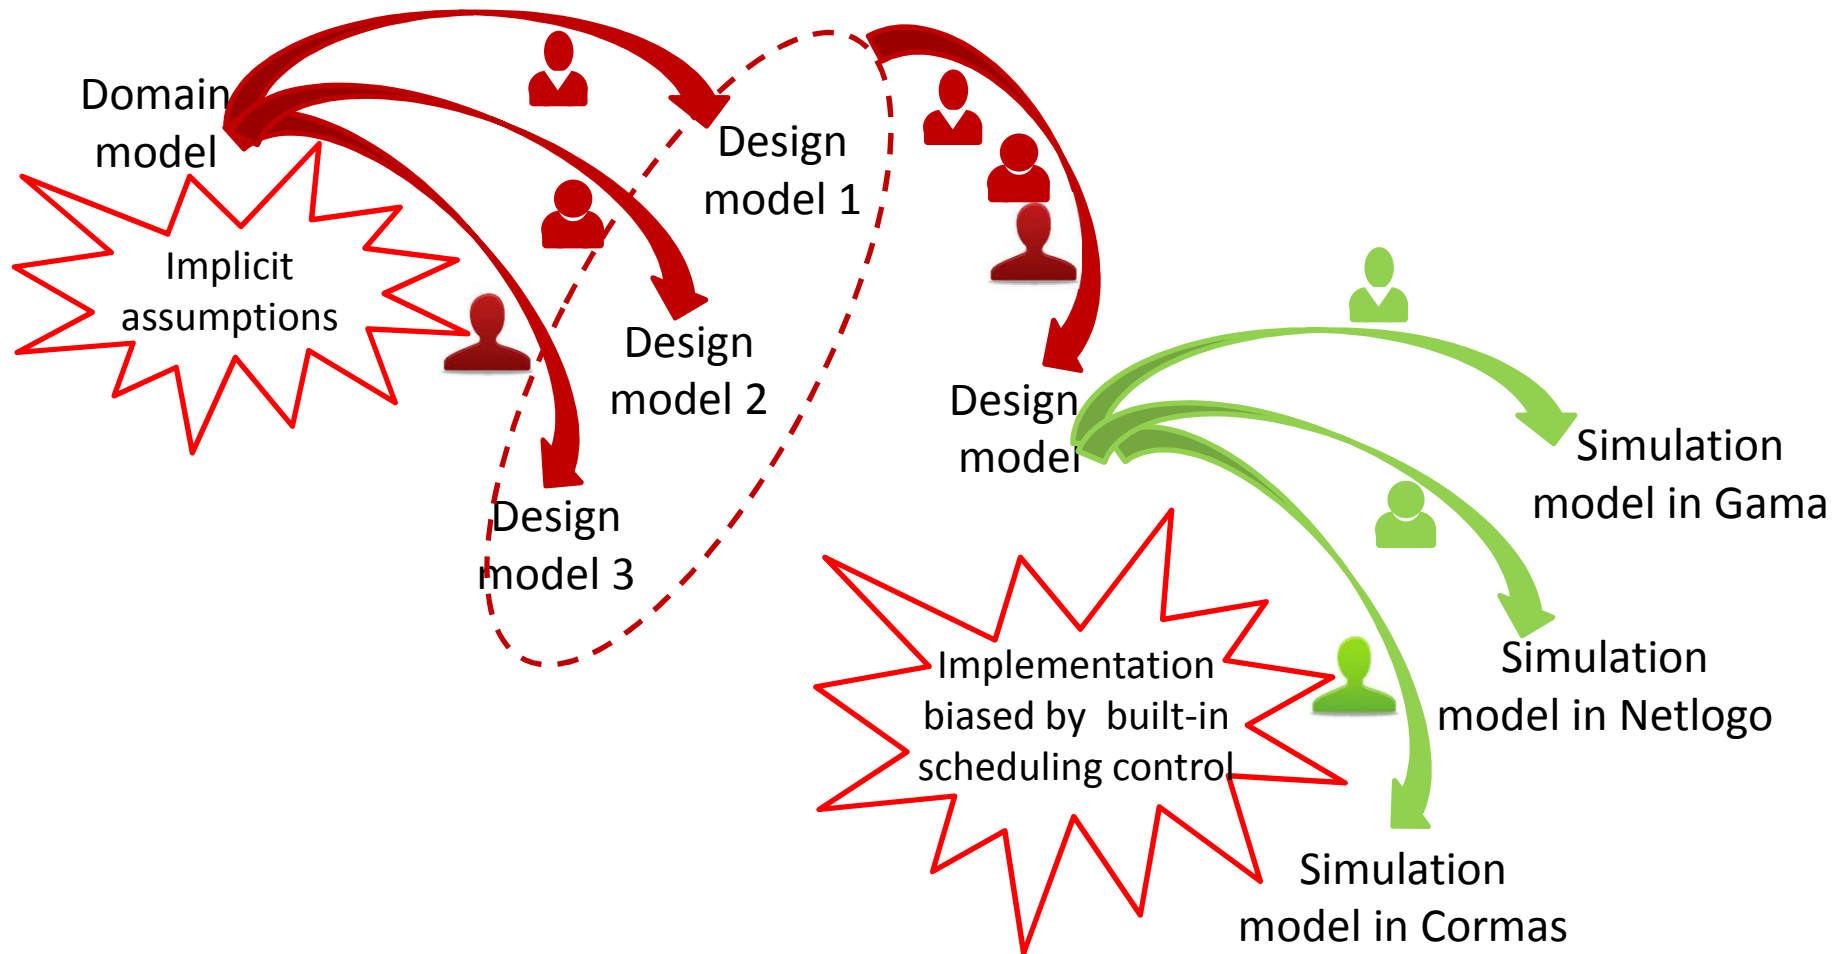 Domain
model
Implicit
assumptions
Design
model 1
Design
model 2
Design
model 3
Design
model
Implementation
biased by  built-in
scheduling control
Simulation
model in Gama
Simulation
model in Netlogo
Simulation
model in Cormas